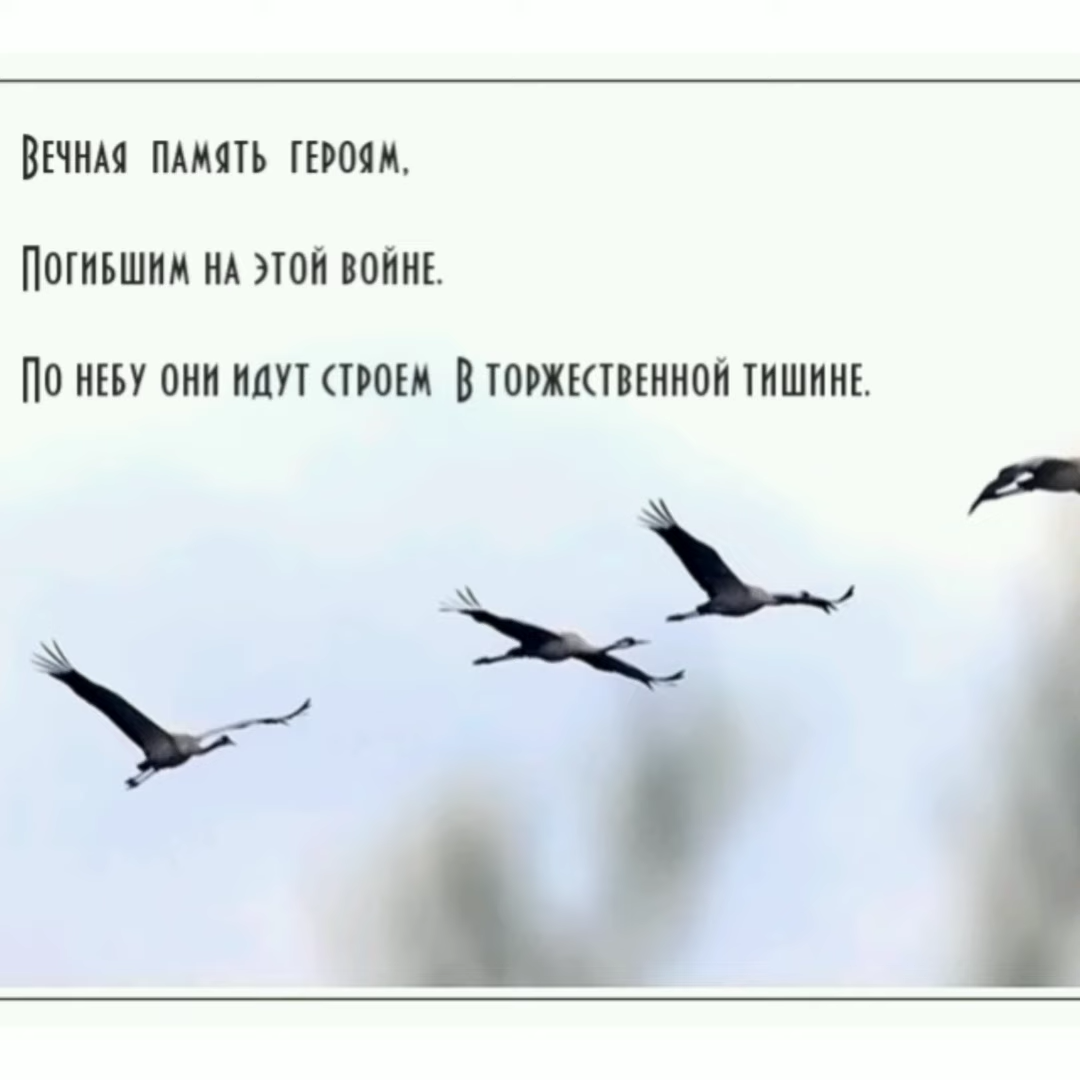 Вечная память героям,
Погибшим на этой войне.
По небу они идут строем В торжественной тишине.